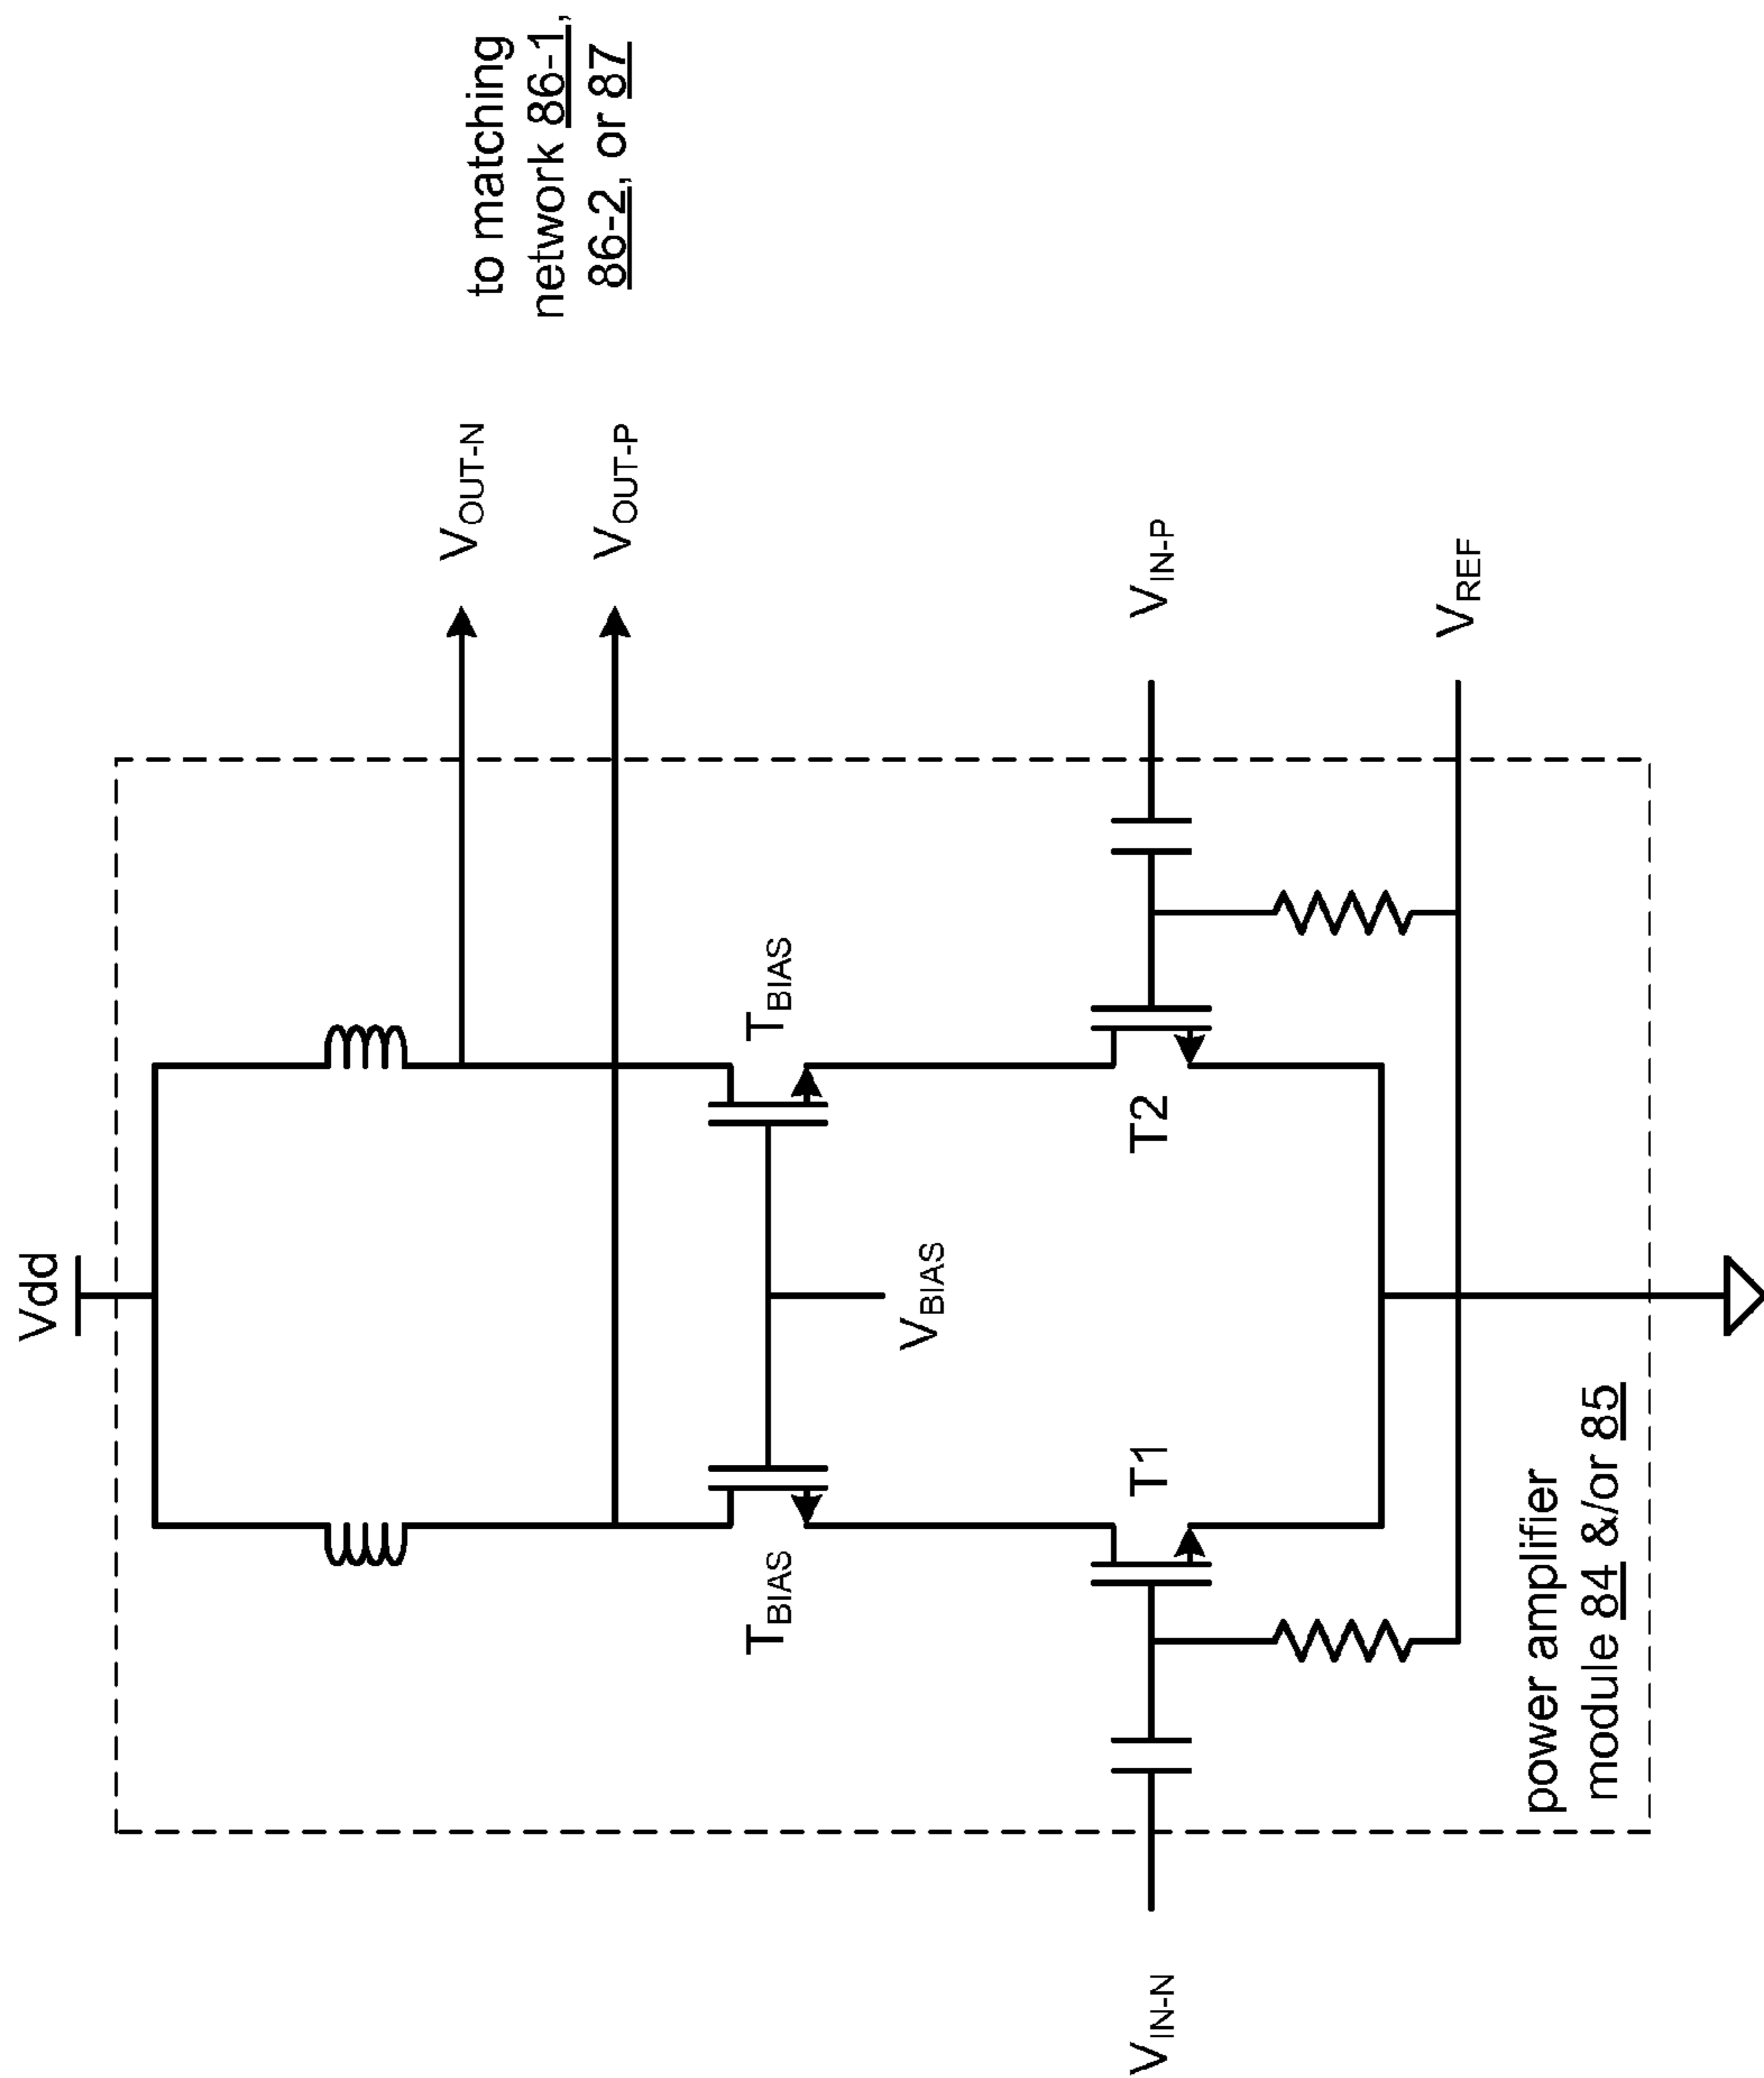 Vdd
to matching
network 86-1,
86-2, or 87
VOUT-N
VOUT-P
TBIAS
TBIAS
VBIAS
VIN-N
T1
T2
VIN-P
VREF
power amplifier
module 84 &/or 85